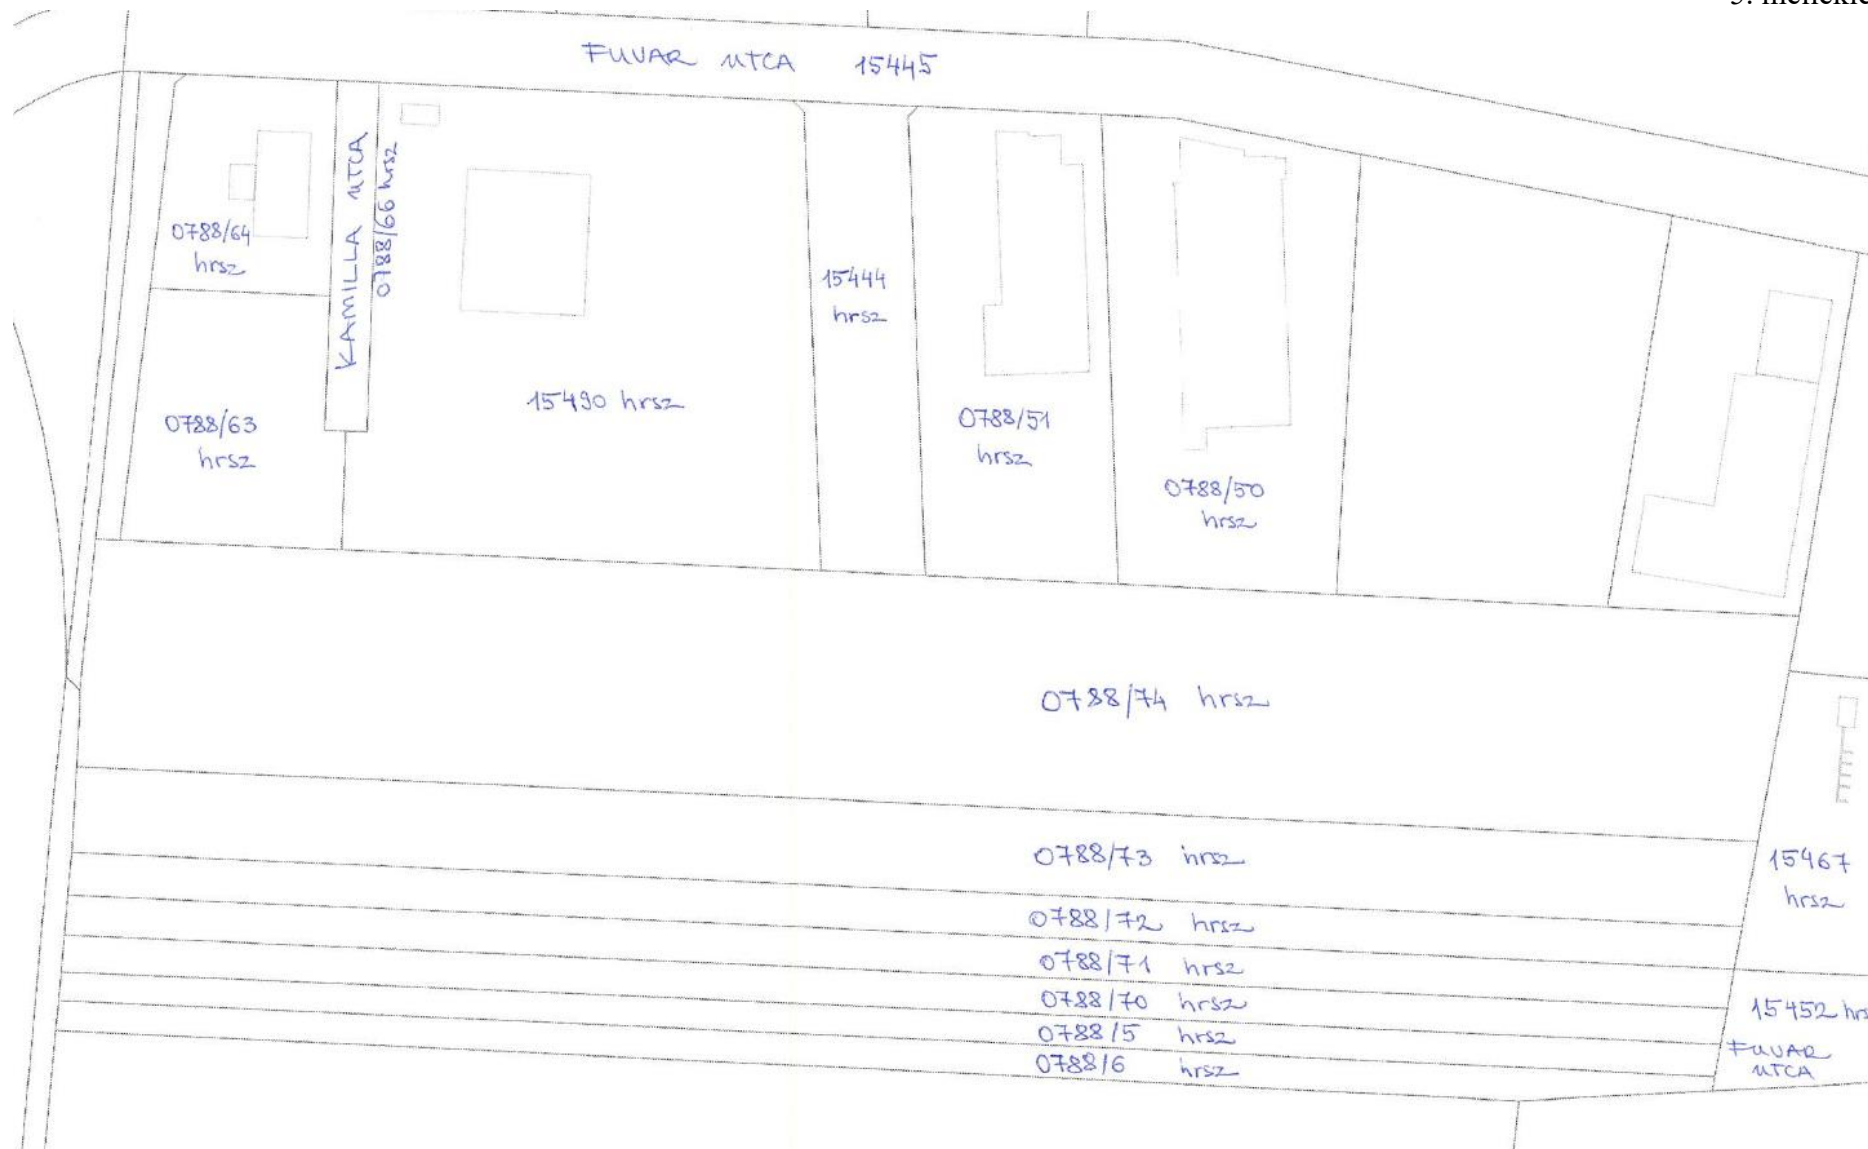 FUVAR UTCA 15445
KAMILLA UTCA
0788/66 hrsz
0788/64
hrsz
15444
hrsz
15490 hrsz
0788/63
hrsz
0788/51
hrsz
0788/50
hrsz
0788/74 hrsz
0788/73 hrsz
15467
hrsz
0788/72 hrsz
0788/71 hrsz
0788/70 hrsz
15452 hrs
0788/5 hrsz
FUVAR
UTCA
0788/6 hrsz